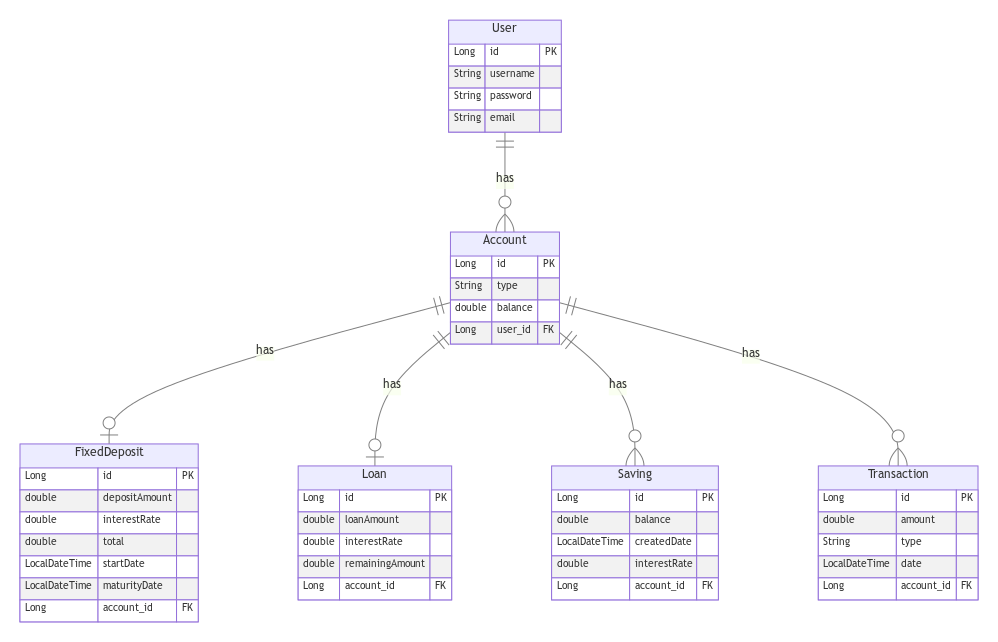 User
Long id PK
String username
String password
String email
has
Account
Long id PK
String type
double balance
Long user_id FK
has
has
has
has
FixedDeposit
Long id PK
double depositAmount
double interestRate
double total
LocalDateTime startDate
LocalDateTime maturityDate
Long account_id FK
Loan
Long id PK
double loanAmount
double interestRate
double remainingAmount
Long account_id FK
Saving
Long id PK
double balance
LocalDateTime createdDate
double interestRate
Long account_id FK
Transaction
Long id PK
double amount
String type
LocalDateTime date
Long account_id FK